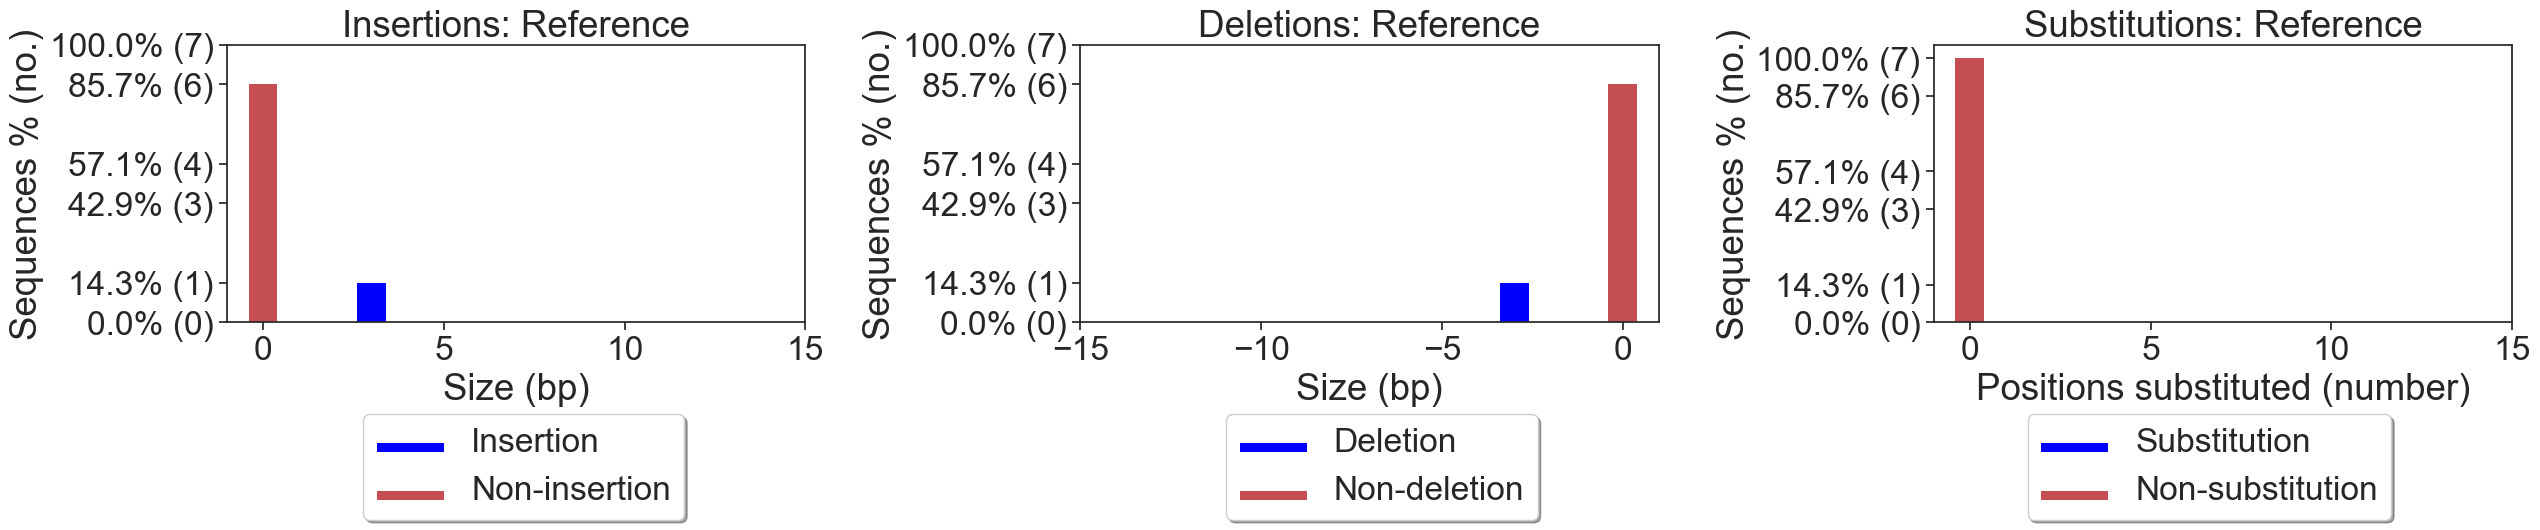 Insertions: Reference
Sequences % (no.)
100.0% (7)
85.7% (6)
57.1% (4)
42.9% (3)
14.3% (1)
0.0% (0)
0 5 10 15
Size (bp)
Insertion
Non-insertion
Deletions: Reference
Sequences % (no.)
100.0% (7)
85.7% (6)
57.1% (4)
42.9% (3)
14.3% (1)
0.0% (0)
−15 −10 −5 0
Size (bp)
Deletion
Non-deletion
Substitutions: Reference
Sequences % (no.)
100.0% (7)
85.7% (6)
57.1% (4)
42.9% (3)
14.3% (1)
0.0% (0)
0 5 10 15
Positions substituted (number)
Substitution
Non-substitution